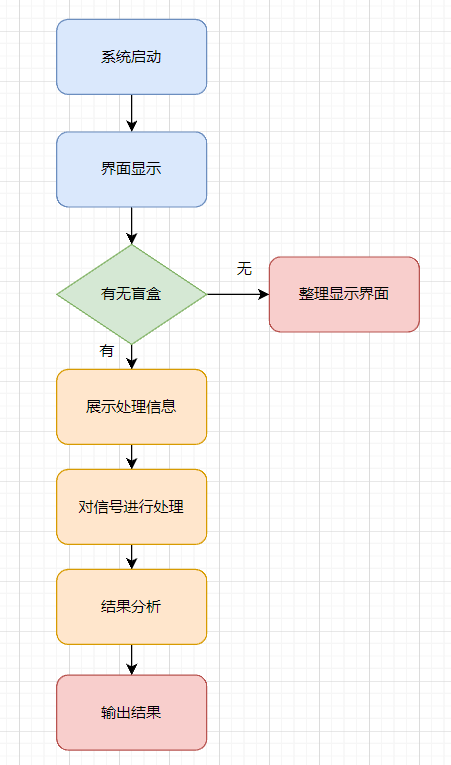 系统启动
界面显示
无
有无盲盒
整理显示界面
有
展示处理信息
对信号进行处理
结果分析
输出结果